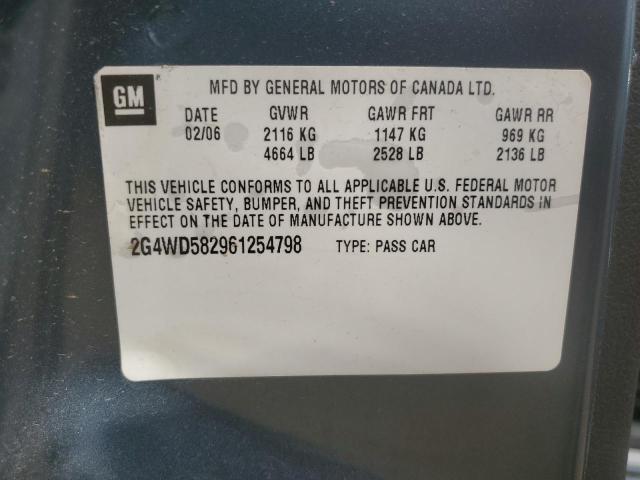 GM
MFD BY GENERAL MOTORS OF CANADA LTD.
DATE GVWR GAWR FRT GAWR RR
02/06 2116 KG 1147 KG 969 KG
4664 LB 2528 LB 2136 LB
THIS VEHICLE CONFORMS TO ALL APPLICABLE U.S. FEDERAL MOTOR
VEHICLE SAFETY, BUMPER, AND THEFT PREVENTION STANDARDS IN
EFFECT ON THE DATE OF MANUFACTURE SHOWN ABOVE.
2G4WD582961254798 TYPE: PASS CAR